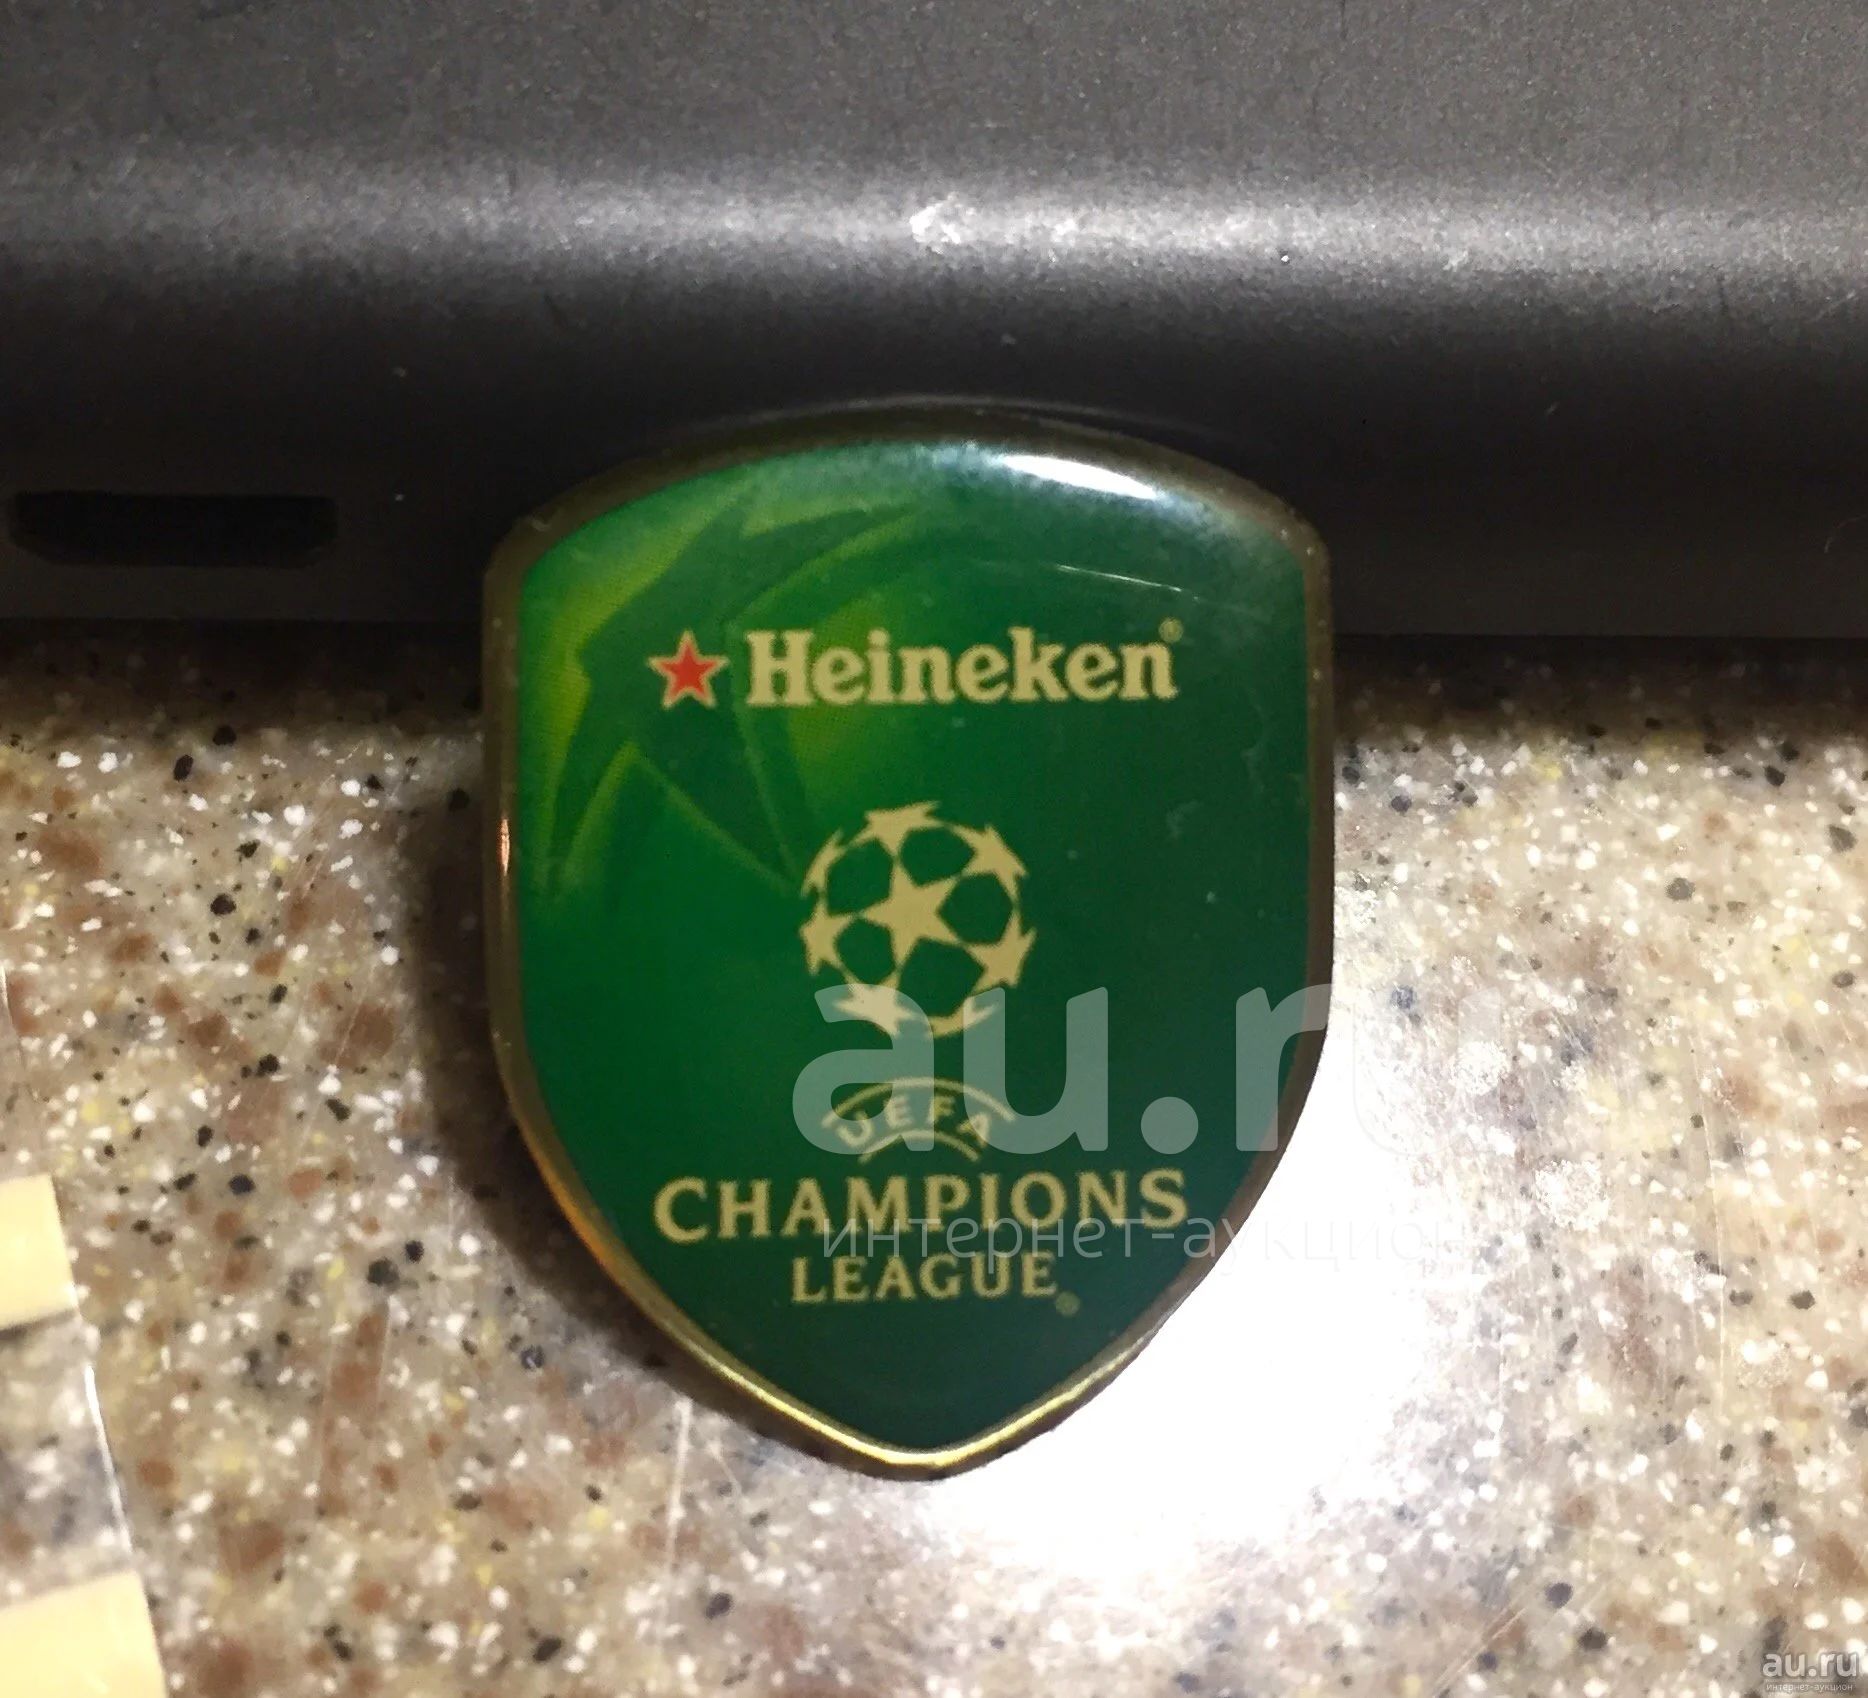 Heineken®
UEFA
CHAMPIONS
LEAGUE®
au.ru
интернет-аукцион
au.ru
интернет-аукцион